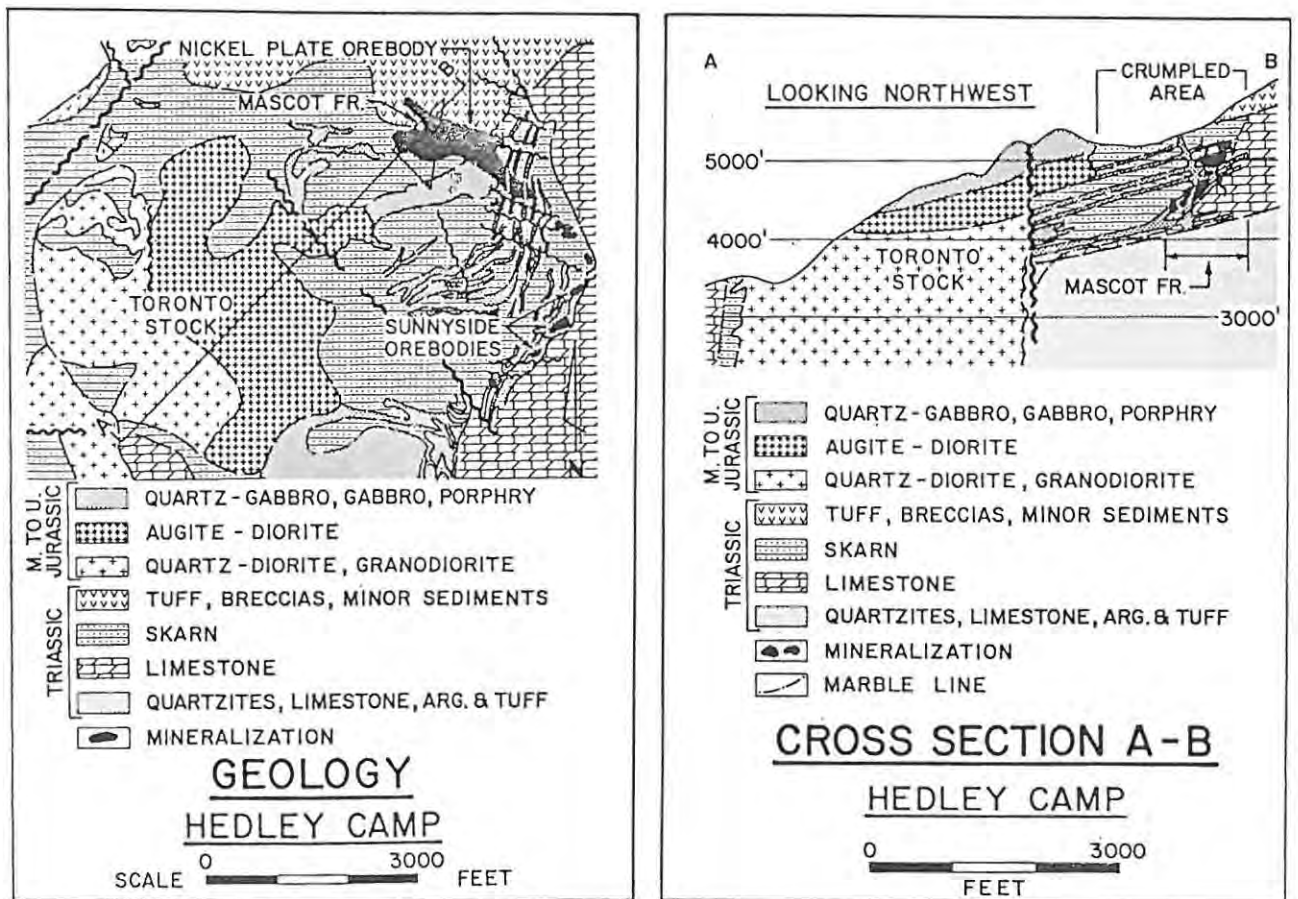 NICKEL PLATE OREBODY
B
MASCOT FR.
TORONTO
STOCK
SUNNYSIDE
OREBODIES
A
N
M. TO U.
JURASSIC
QUARTZ-GABBRO, GABBRO, PORPHRY
AUGITE - DIORITE
QUARTZ-DIORITE, GRANODIORITE
TRIASSIC
TUFF, BRECCIAS, MINOR SEDIMENTS
SKARN
LIMESTONE
QUARTZITES, LIMESTONE, ARG. & TUFF
MINERALIZATION
GEOLOGY
HEDLEY CAMP
0 3000
SCALE FEET
A B
LOOKING NORTHWEST
CRUMPLED
AREA
5000'
4000'
TORONTO
STOCK
MASCOT FR.
3000'
M. TO U.
JURASSIC
QUARTZ-GABBRO, GABBRO, PORPHRY
AUGITE-DIORITE
QUARTZ-DIORITE, GRANODIORITE
TRIASSIC
TUFF, BRECCIAS, MINOR SEDIMENTS
SKARN
LIMESTONE
QUARTZITES, LIMESTONE, ARG. & TUFF
MINERALIZATION
MARBLE LINE
CROSS SECTION A-B
HEDLEY CAMP
0 3000
FEET